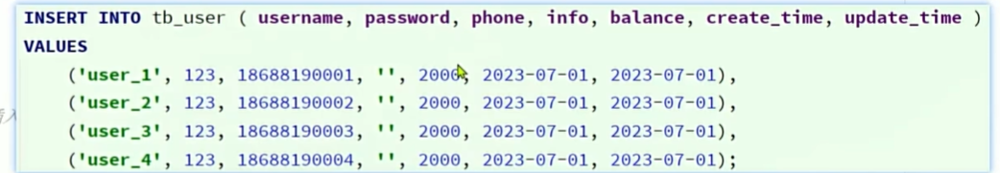 INSERT INTO tb_user ( username, password, phone, info, balance, create_time, update_time )
VALUES
('user_1', 123, 18688190001, '', 2000, 2023-07-01, 2023-07-01),
('user_2', 123, 18688190002, '', 2000, 2023-07-01, 2023-07-01),
('user_3', 123, 18688190003, '', 2000, 2023-07-01, 2023-07-01),
('user_4', 123, 18688190004, '', 2000, 2023-07-01, 2023-07-01);